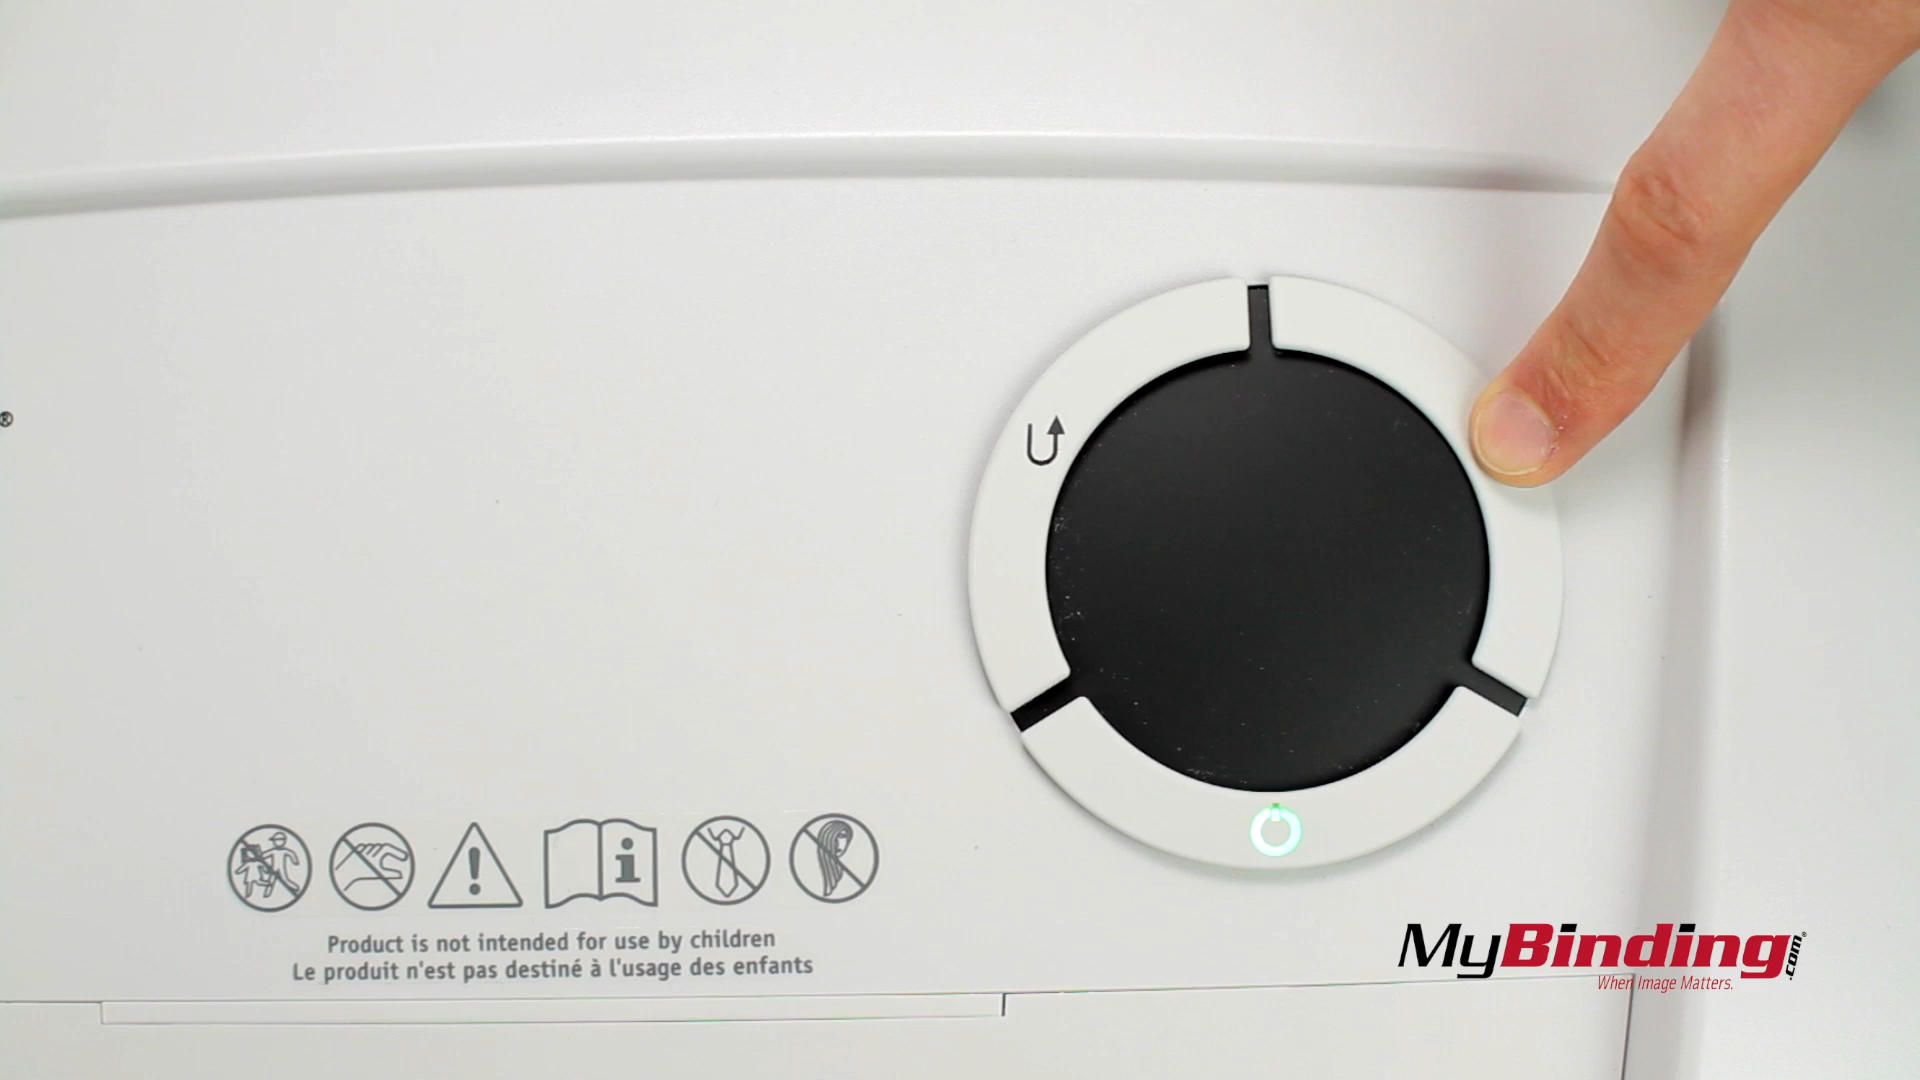 ®
Product is not intended for use by children
Le produit n'est pas destiné à l'usage des enfants
MyBinding.com®
When Image Matters.